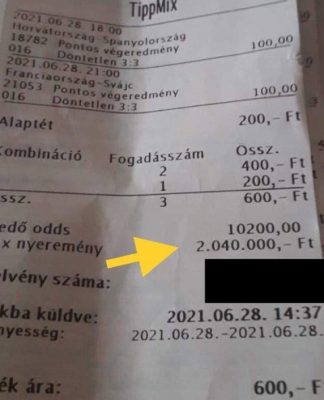 TippMix
2021.06.28. 18:00
Horvátország-Spanyolország
18782 Pontos végeredmény
016 Döntetlen 3:3 100,00
2021.06.28. 21:00
Franciaország-Svájc
21053 Pontos végeredmény
016 Döntetlen 3:3 100,00
Alaptét 200,- Ft
Kombináció Fogadásszám Össz.
2 400,- Ft
1 200,- Ft
ssz. 3 600,- Ft
edő odds 10200,00
x nyeremény 2.040.000,- Ft
elvény száma:
kba küldve: 2021.06.28. 14:37
nyesség: 2021.06.28.-2021.06.28.
ék ára: 600,- F